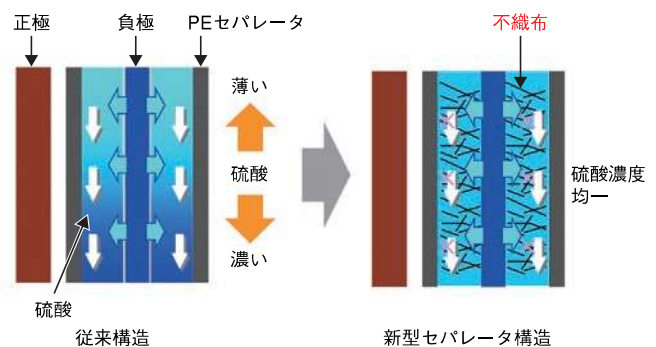 正極
負極
PEセパレータ
不織布
薄い
硫酸
濃い
硫酸
硫酸濃度
均一
従来構造
新型セパレータ構造